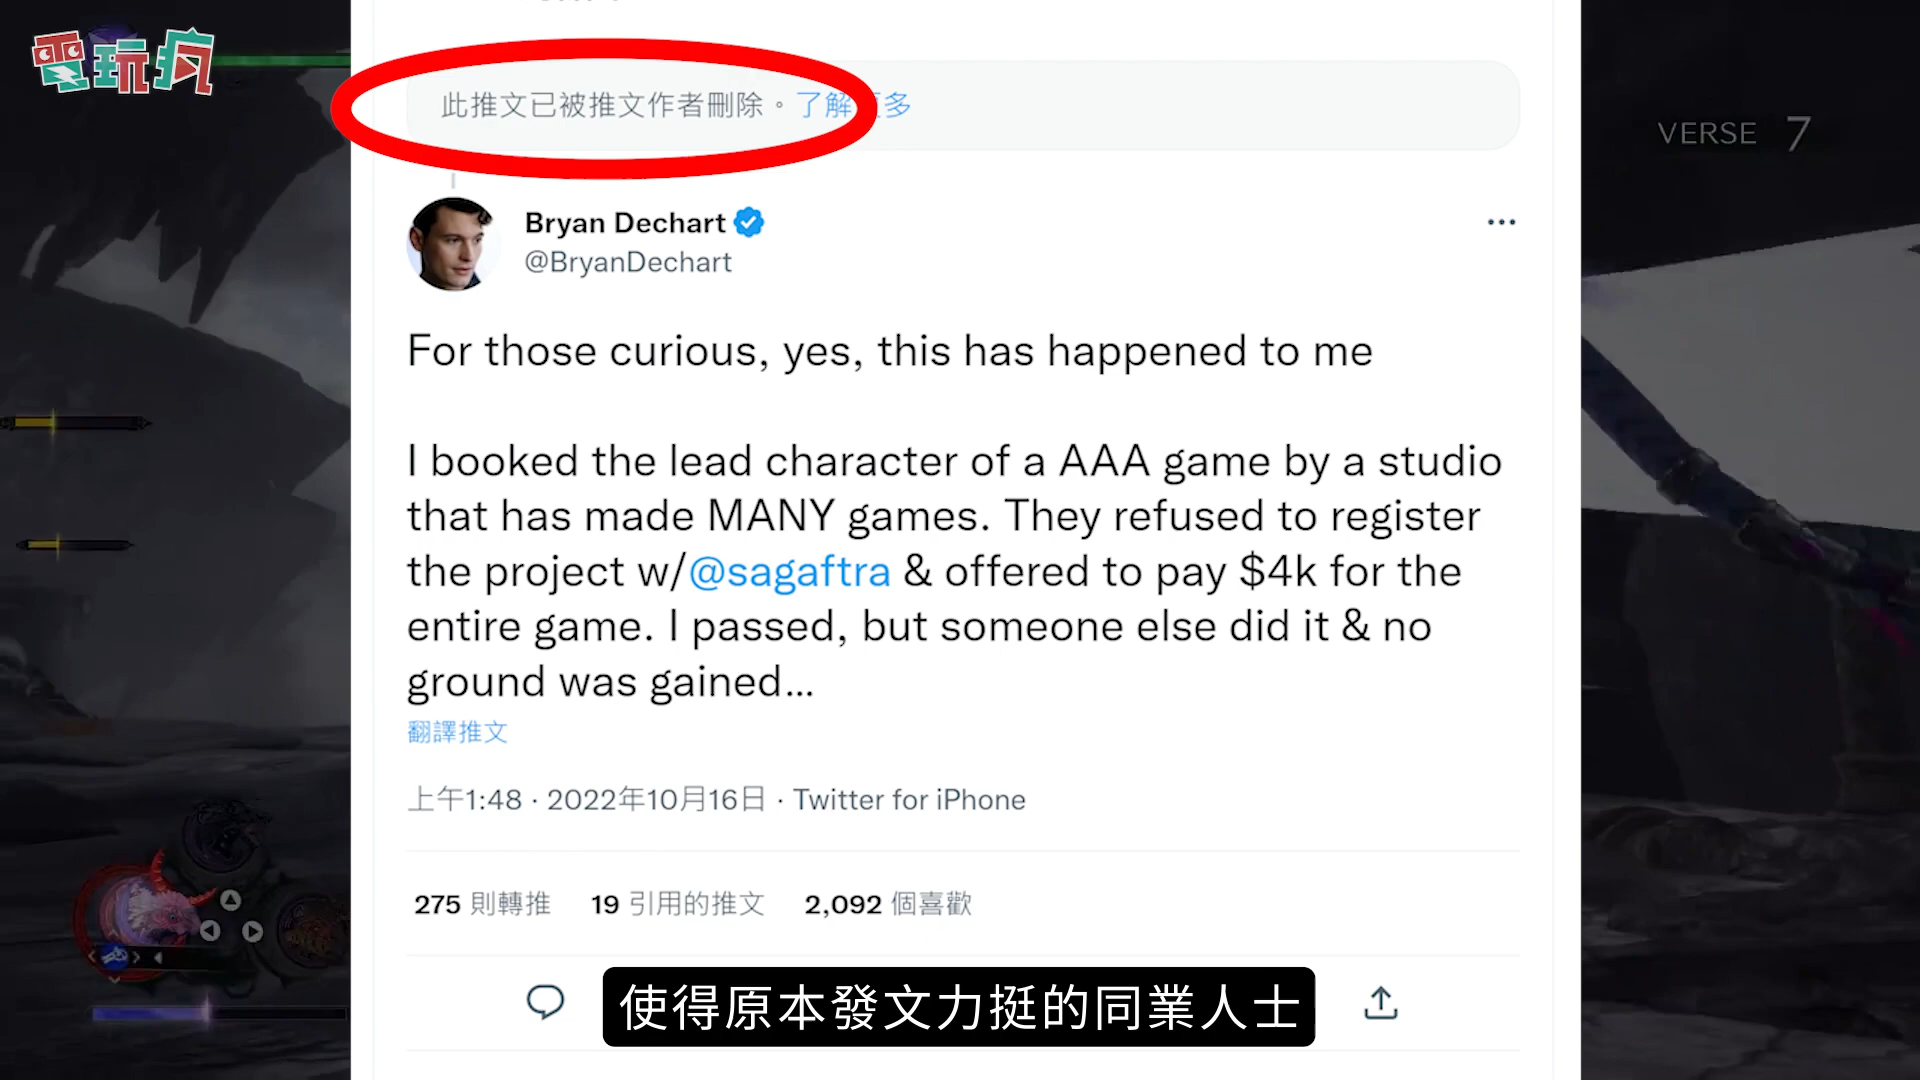 電玩瘋
VERSE 7
此推文已被推文作者刪除。了解更多
Bryan Dechart
@BryanDechart
For those curious, yes, this has happened to me
I booked the lead character of a AAA game by a studio
that has made MANY games. They refused to register
the project w/@sagaftra & offered to pay $4k for the
entire game. I passed, but someone else did it & no
ground was gained...
翻譯推文
上午1:48 · 2022年10月16日 · Twitter for iPhone
275 則轉推 19 引用的推文 2,092 個喜歡
使得原本發文力挺的同業人士